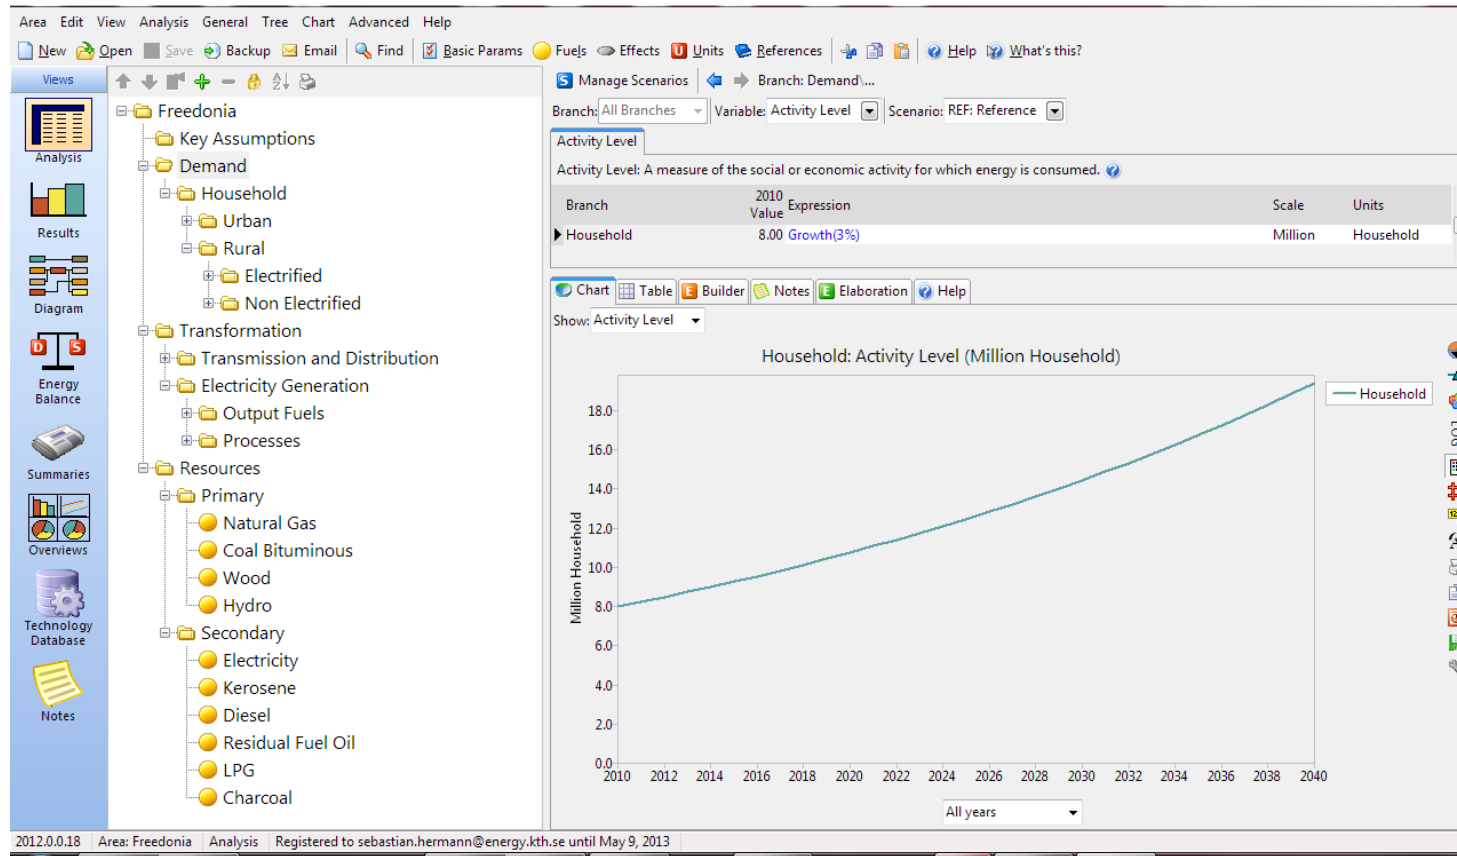 Area Edit View Analysis General Tree Chart Advanced Help
New Open Save Backup Email Find Basic Params Fuels Effects U Units References Help What's this?
Views
Analysis
Results
Diagram
D S
Energy
Balance
Summaries
Overviews
Technology
Database
Notes
Freedonia
Key Assumptions
Demand
Household
Urban
Rural
Electrified
Non Electrified
Transformation
Transmission and Distribution
Electricity Generation
Output Fuels
Processes
Resources
Primary
Natural Gas
Coal Bituminous
Wood
Hydro
Secondary
Electricity
Kerosene
Diesel
Residual Fuel Oil
LPG
Charcoal
S Manage Scenarios Branch: Demand\...
Branch: All Branches Variable: Activity Level Scenario: REF: Reference
Activity Level
Activity Level: A measure of the social or economic activity for which energy is consumed.
Branch 2010 Value Expression Scale Units
Household 8.00 Growth(3%) Million Household
Chart Table E Builder Notes E Elaboration Help
Show: Activity Level
Household: Activity Level (Million Household)
Household
Million Household
18.0
16.0
14.0
12.0
10.0
8.0
6.0
4.0
2.0
0.0
2010 2012 2014 2016 2018 2020 2022 2024 2026 2028 2030 2032 2034 2036 2038 2040
All years
2012.0.0.18 Area: Freedonia Analysis Registered to sebastian.hermann@energy.kth.se until May 9, 2013